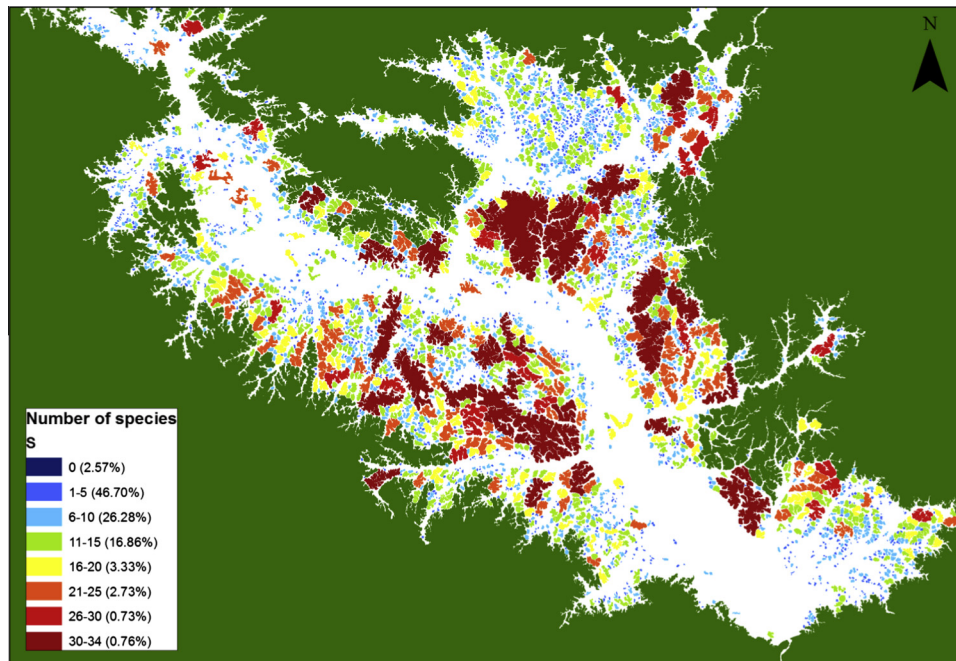 N
Number of species
S
0 (2.57%)
1-5 (46.70%)
6-10 (26.28%)
11-15 (16.86%)
16-20 (3.33%)
21-25 (2.73%)
26-30 (0.73%)
30-34 (0.76%)